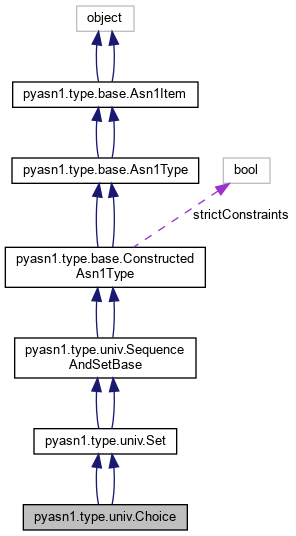 object
pyasn1.type.base.Asn1Item
pyasn1.type.base.Asn1Type
bool
strictConstraints
pyasn1.type.base.Constructed
Asn1Type
pyasn1.type.univ.Sequence
AndSetBase
pyasn1.type.univ.Set
pyasn1.type.univ.Choice